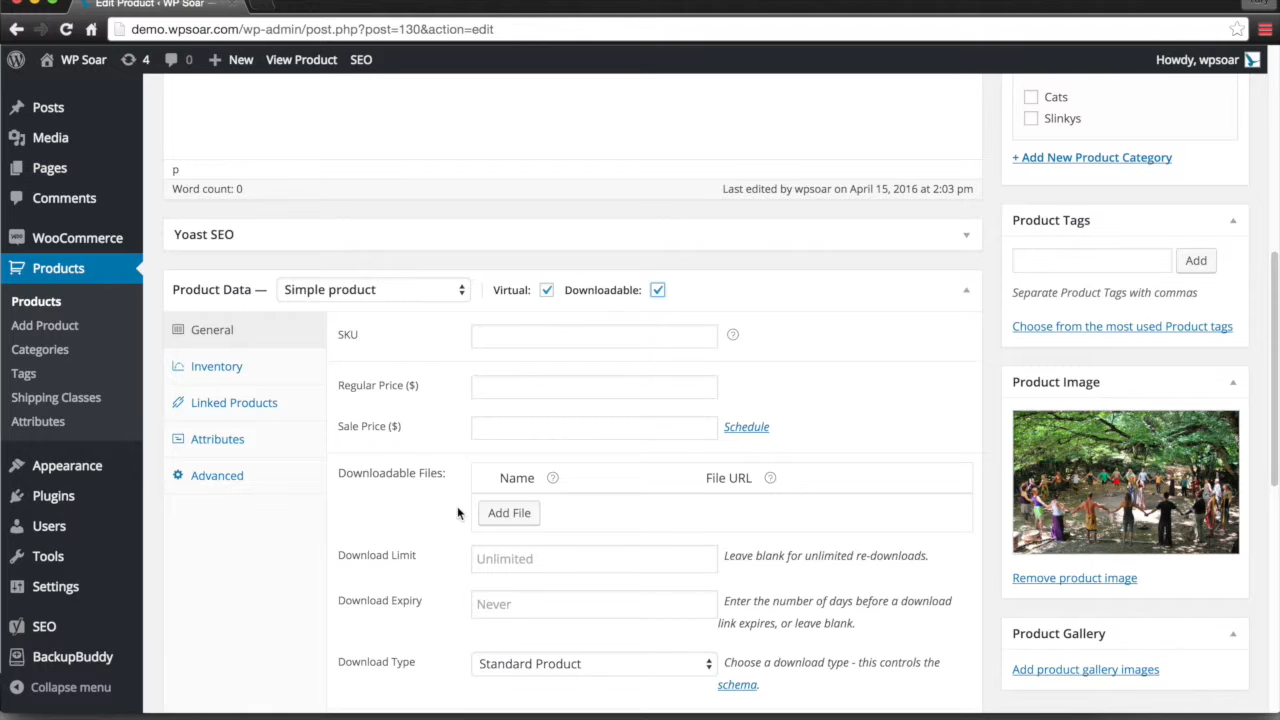 Edit Product ‹ WP Soar —
demo.wpsoar.com/wp-admin/post.php?post=130&action=edit
WP Soar 4 0 New View Product SEO
Howdy, wpsoar
Posts
Media
Pages
Comments
WooCommerce
Products
Products
Add Product
Categories
Tags
Shipping Classes
Attributes
Appearance
Plugins
Users
Tools
Settings
SEO
BackupBuddy
Collapse menu
p
Word count: 0
Last edited by wpsoar on April 15, 2016 at 2:03 pm
Yoast SEO
Product Data — Simple product Virtual: Downloadable:
General
Inventory
Linked Products
Attributes
Advanced
SKU
Regular Price ($)
Sale Price ($) Schedule
Downloadable Files: Name File URL
Add File
Download Limit Unlimited Leave blank for unlimited re-downloads.
Download Expiry Never Enter the number of days before a download
link expires, or leave blank.
Download Type Standard Product Choose a download type - this controls the
schema.
Cats
Slinkys
+ Add New Product Category
Product Tags
Add
Separate Product Tags with commas
Choose from the most used Product tags
Product Image
Remove product image
Product Gallery
Add product gallery images